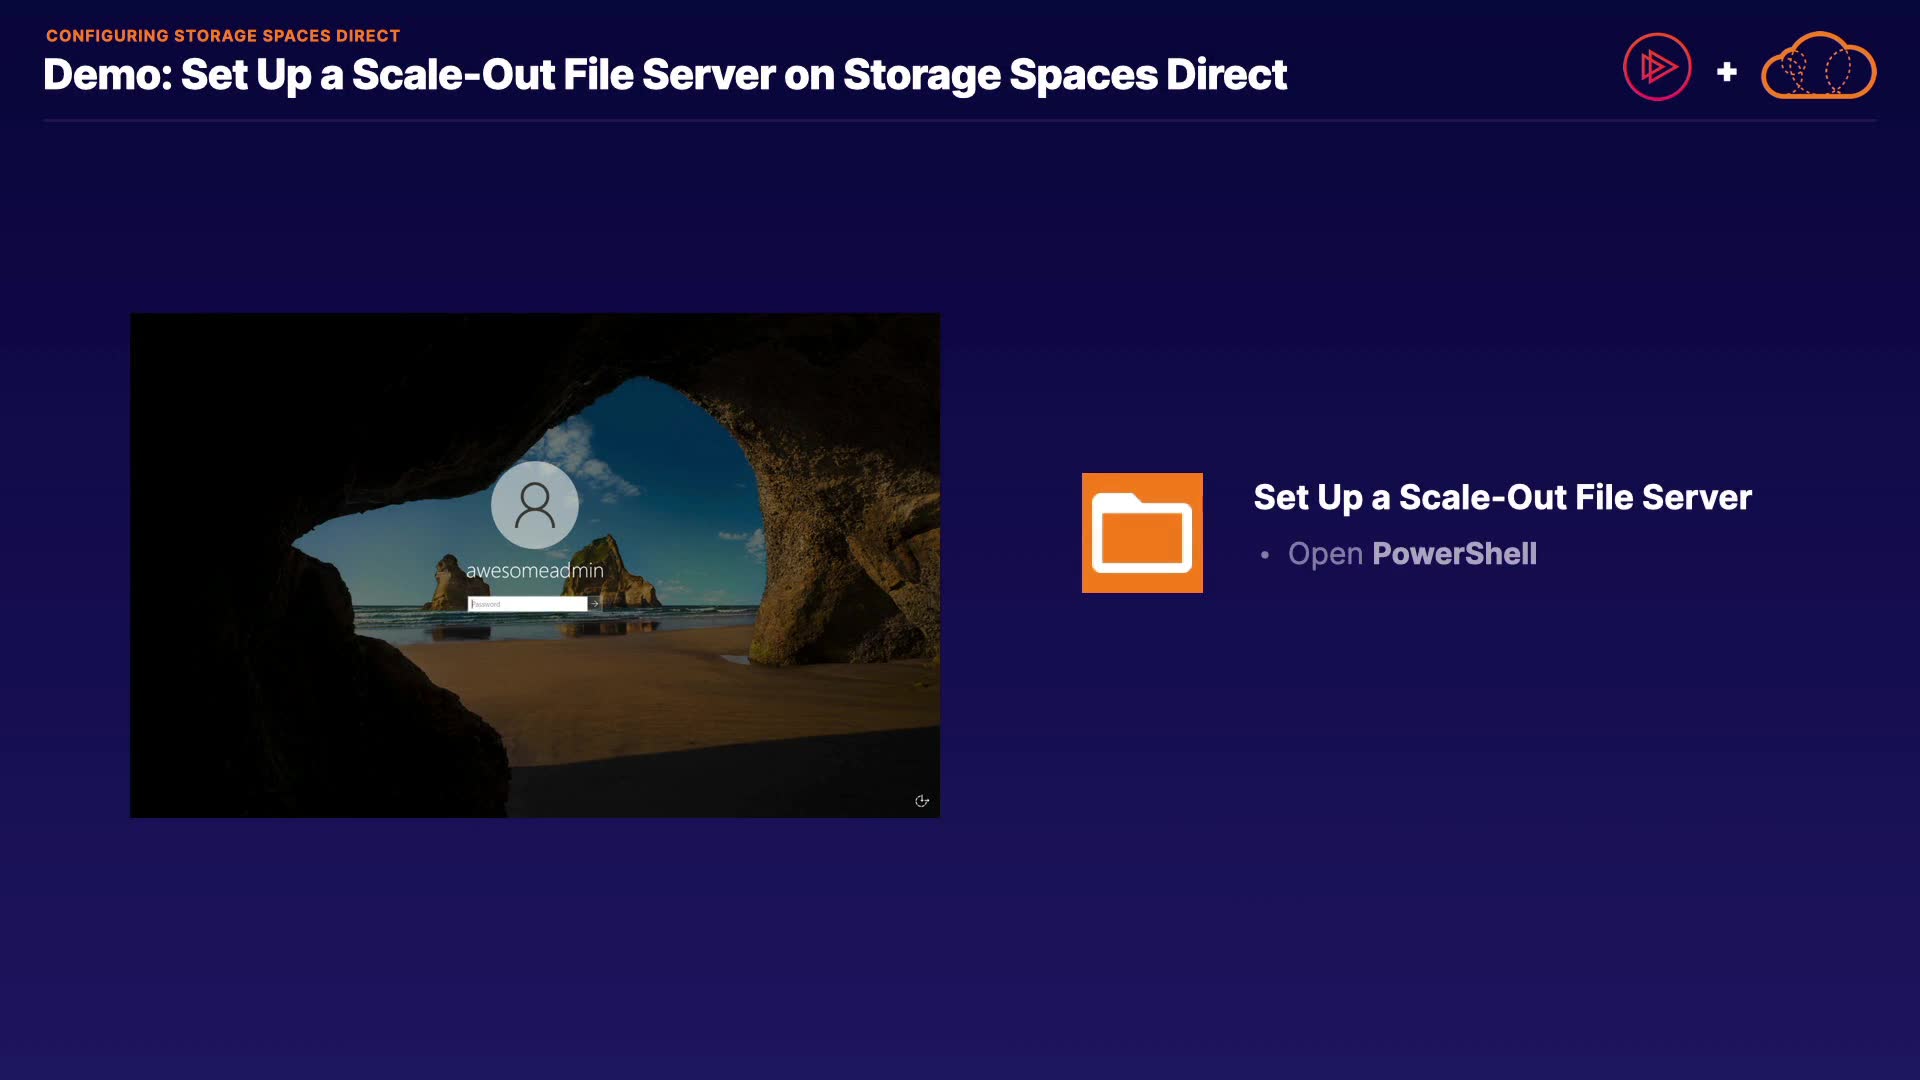 CONFIGURING STORAGE SPACES DIRECT
Demo: Set Up a Scale-Out File Server on Storage Spaces Direct
+
awesomeadmin
Password
Set Up a Scale-Out File Server
• Open PowerShell